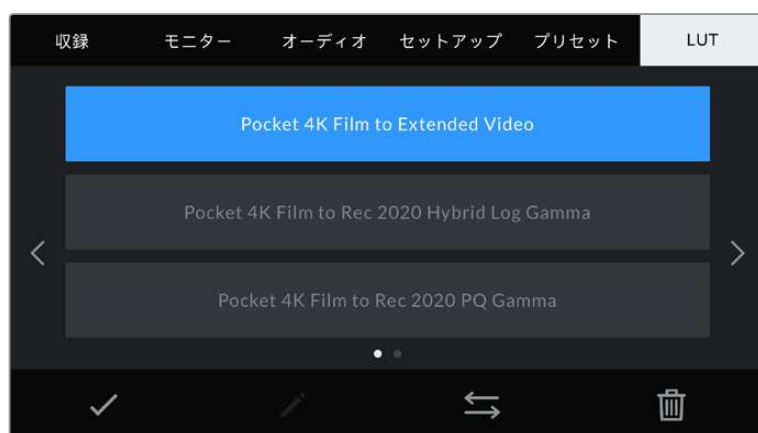 収録 モニター オーディオ セットアップ プリセット LUT
Pocket 4K Film to Extended Video
Pocket 4K Film to Rec 2020 Hybrid Log Gamma
Pocket 4K Film to Rec 2020 PQ Gamma